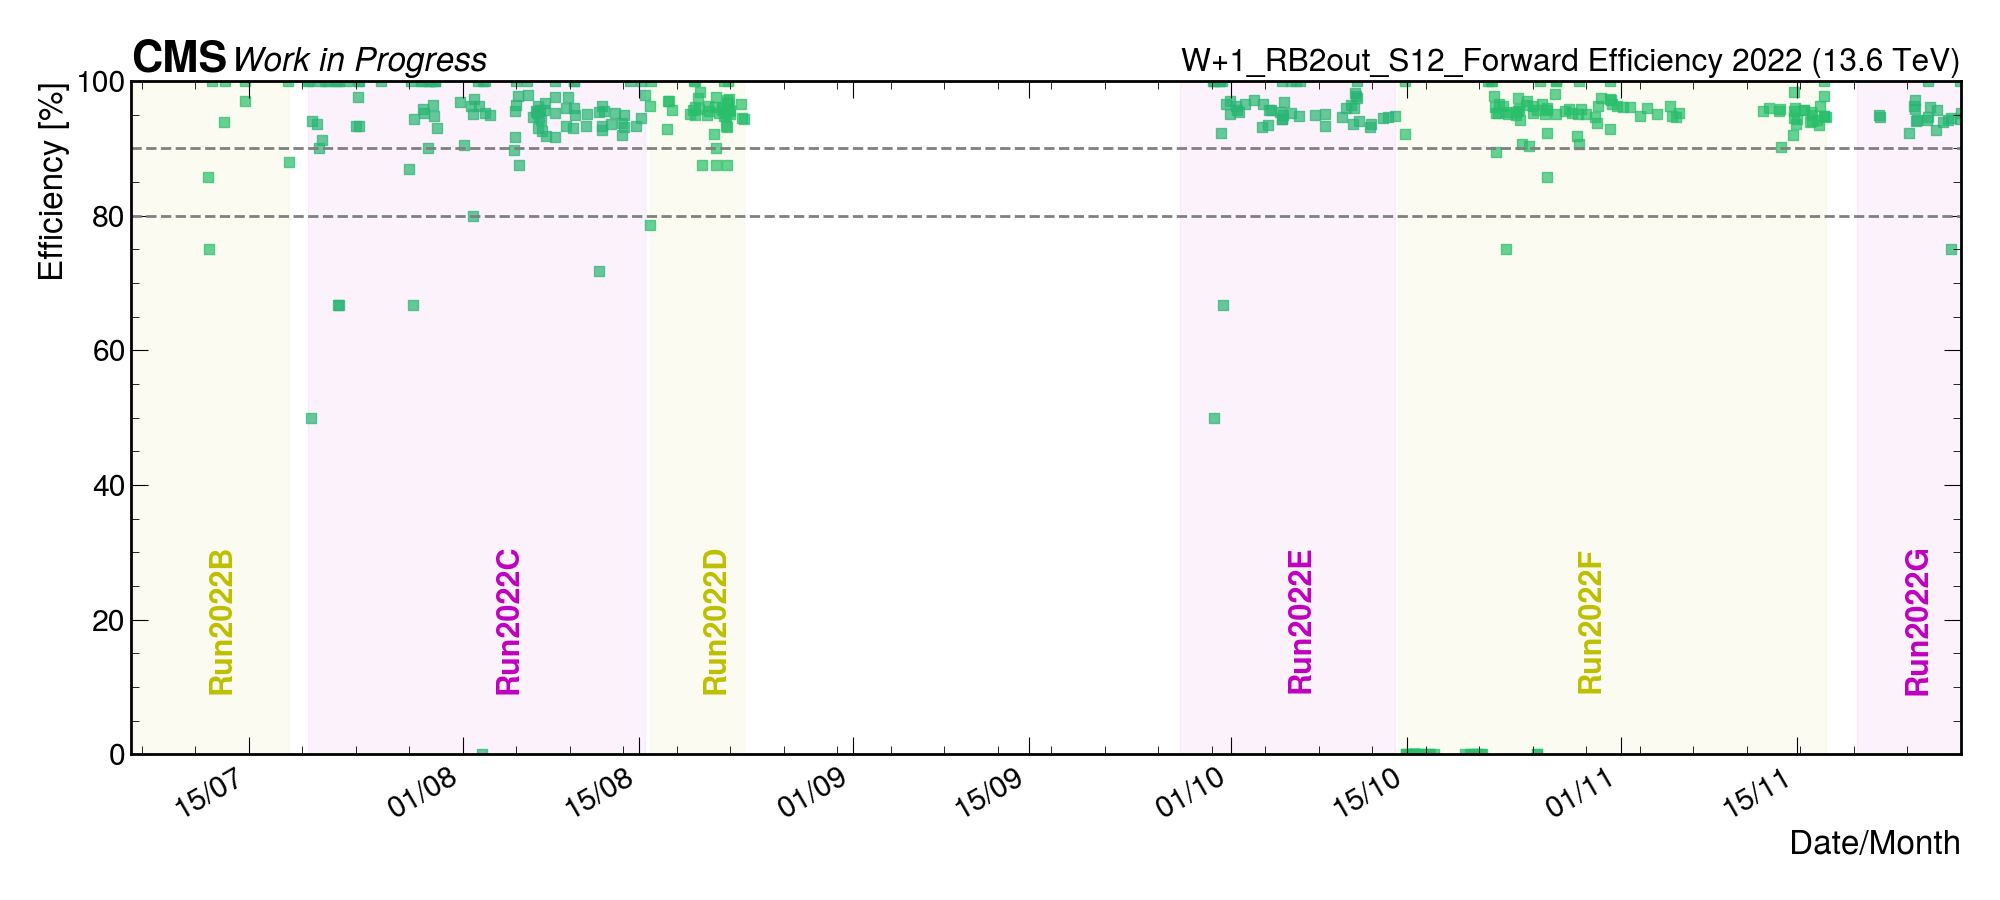 CMS Work in Progress
W+1_RB2out_S12_Forward Efficiency 2022 (13.6 TeV)
Efficiency [%]
100
80
60
40
20
0
Run2022B
Run2022C
Run2022D
Run2022E
Run2022F
Run2022G
15/07
01/08
15/08
01/09
15/09
01/10
15/10
01/11
15/11
Date/Month